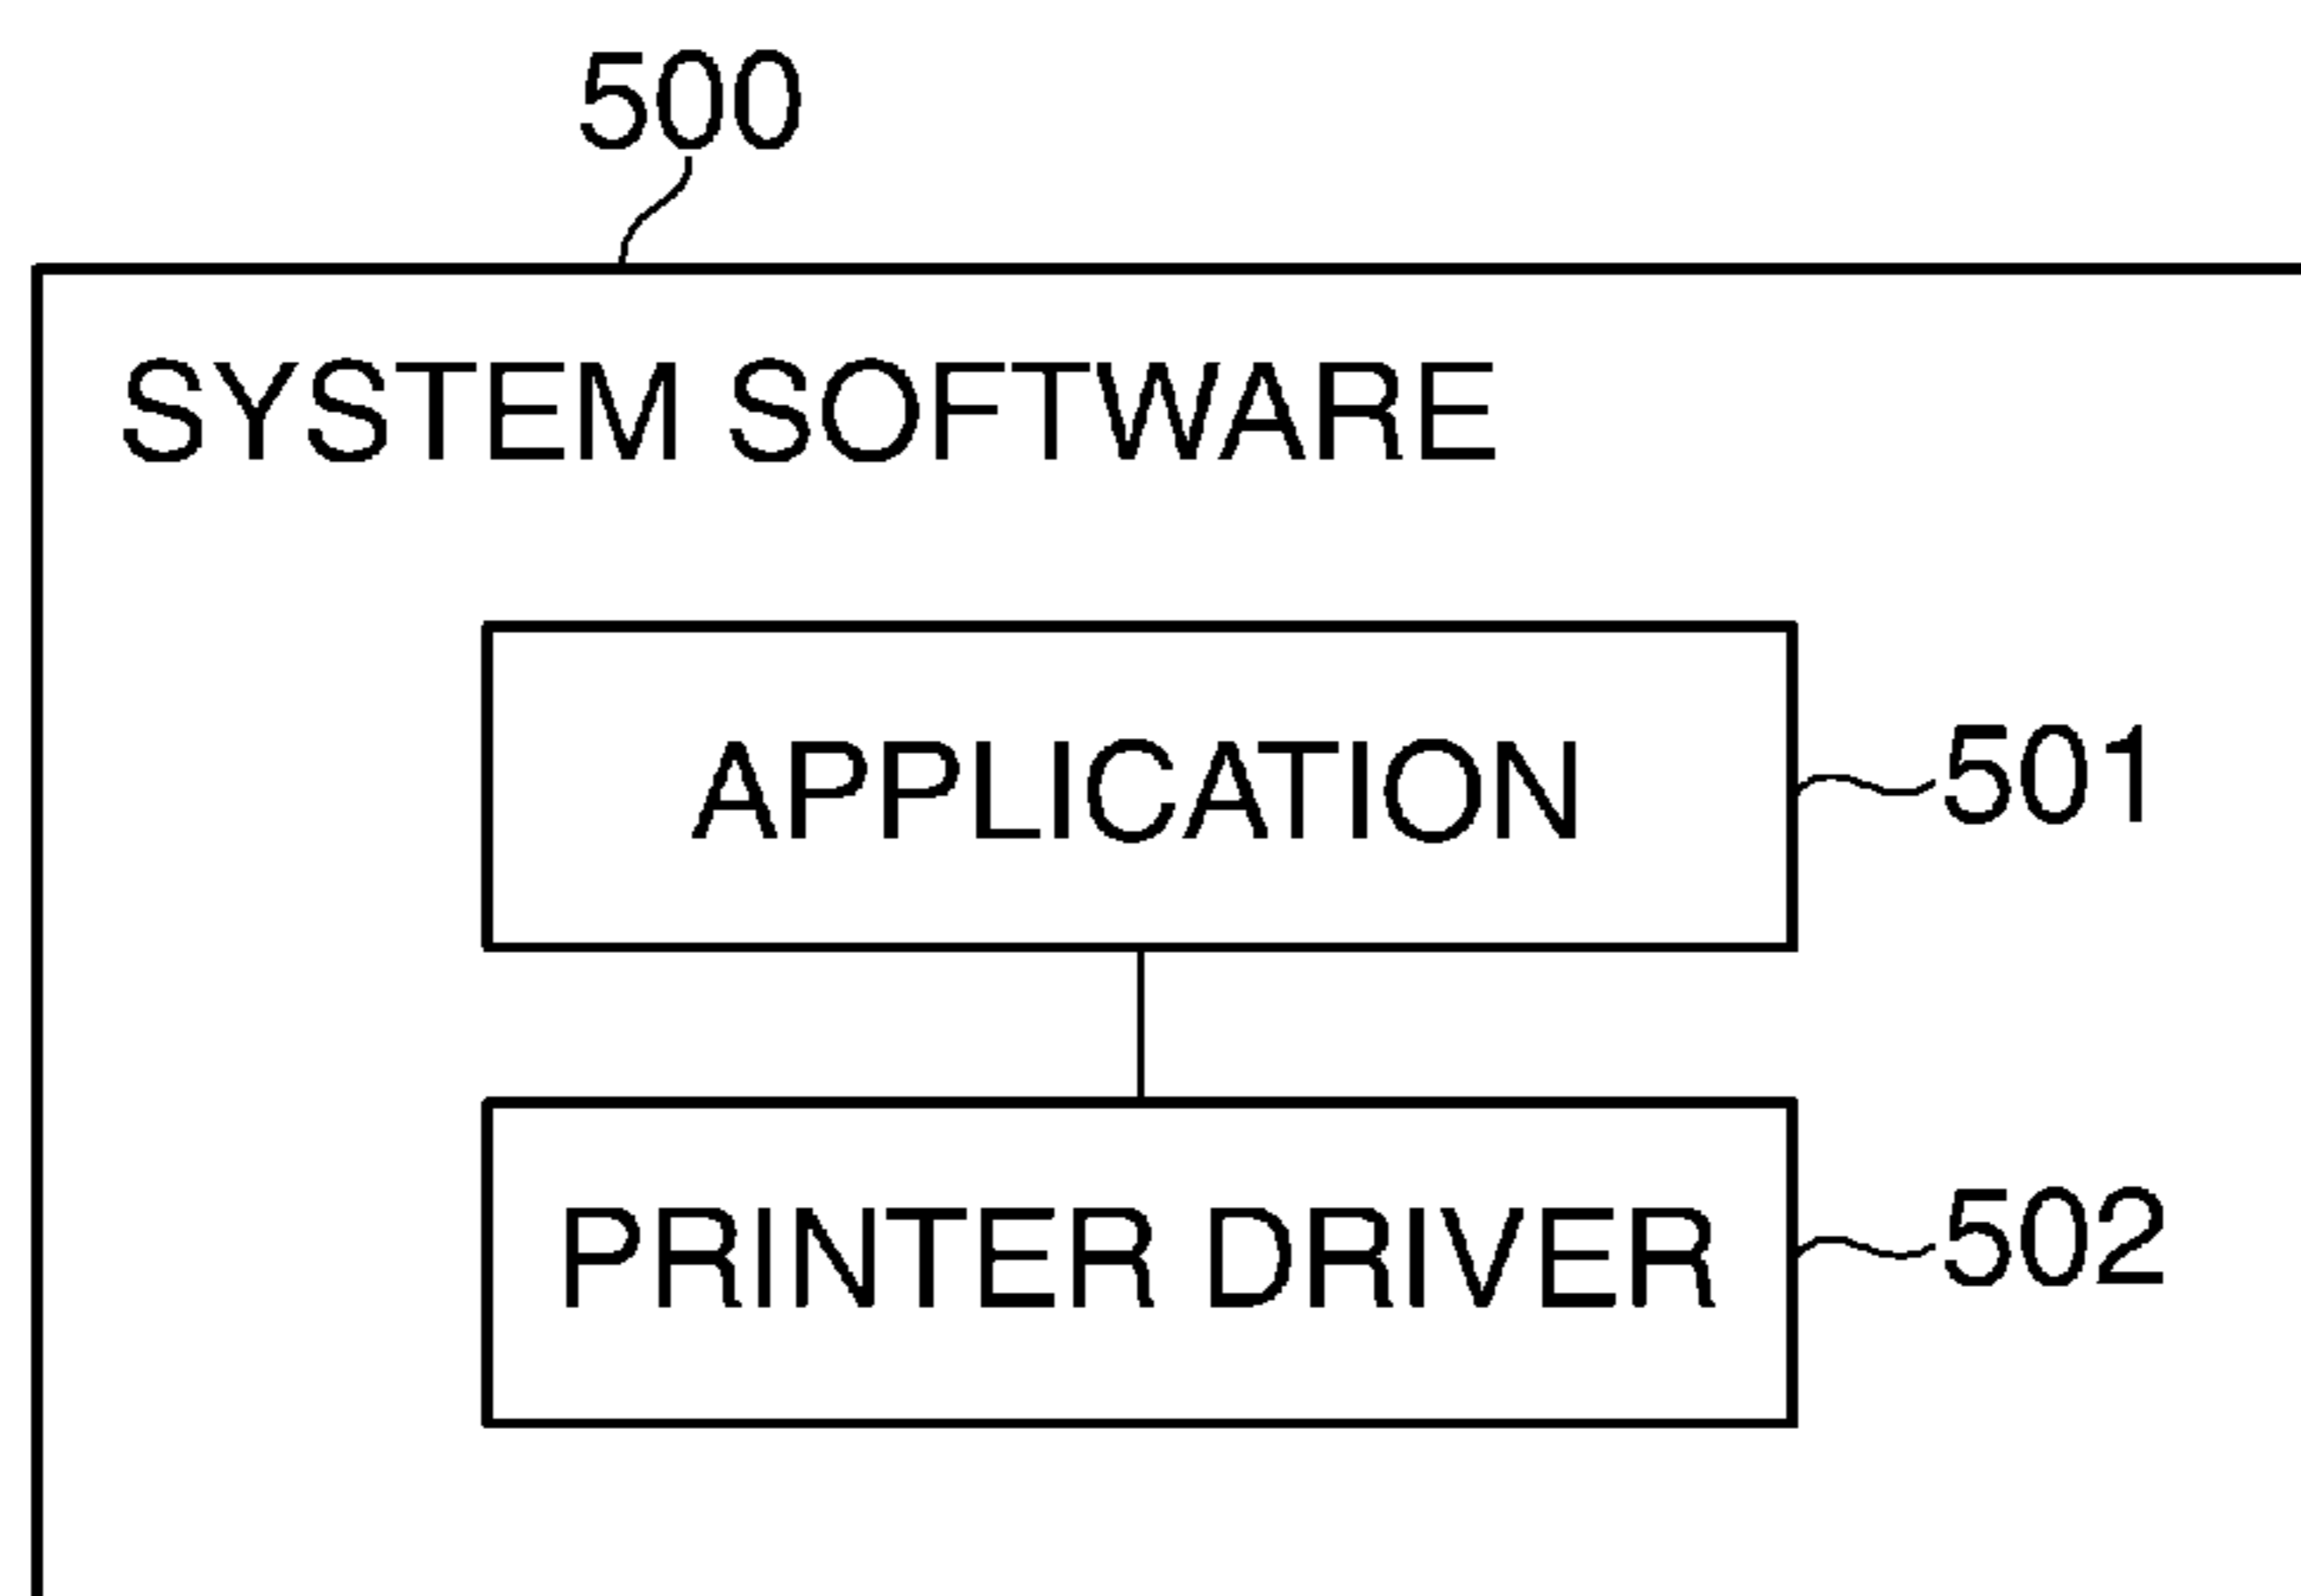 500
SYSTEM SOFTWARE
APPLICATION
501
PRINTER DRIVER
502